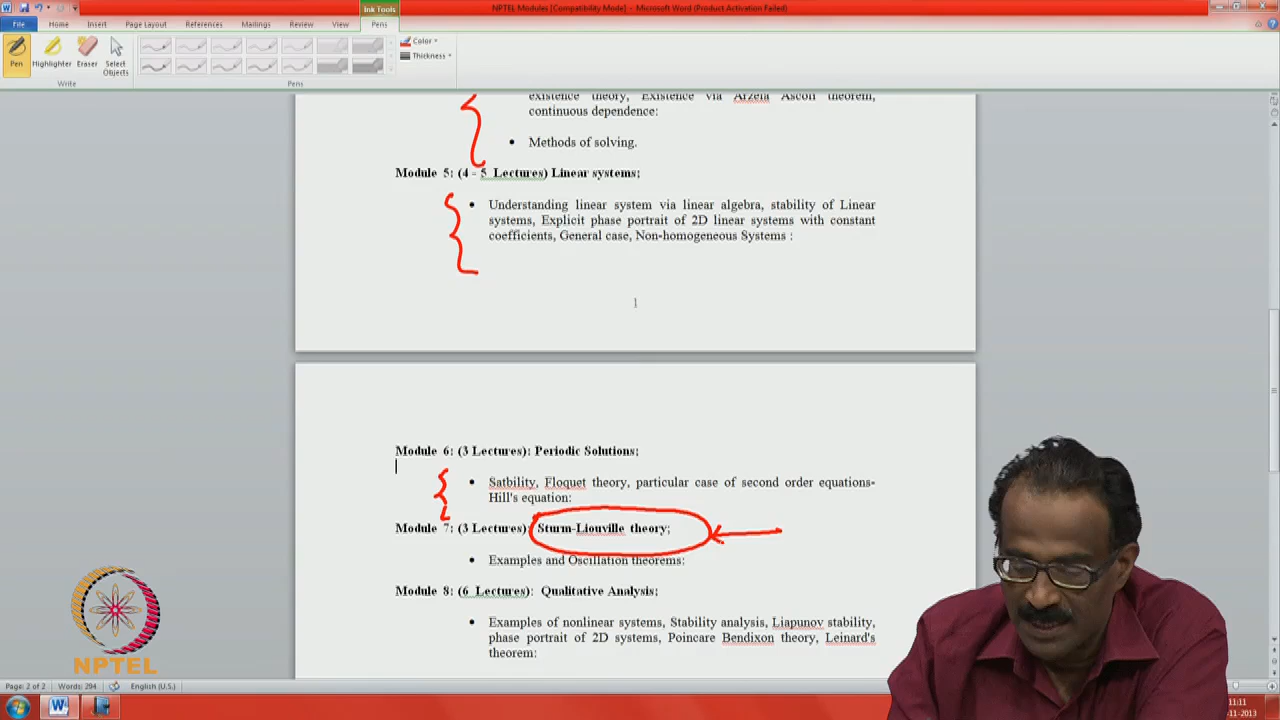 NPTEL Modules [Compatibility Mode] - Microsoft Word (Product Activation Failed)
Ink Tools
File Home Insert Page Layout References Mailings Review View Pens
Pen Highlighter Eraser Select Objects
Color
Thickness
Write
Pens
existence theory, Existence via Arzela Ascoli theorem,
continuous dependence:
• Methods of solving.
Module 5: (4 - 5 Lectures) Linear systems;
• Understanding linear system via linear algebra, stability of Linear
systems, Explicit phase portrait of 2D linear systems with constant
coefficients, General case, Non-homogeneous Systems :
1
Module 6: (3 Lectures): Periodic Solutions;
• Satbility, Floquet theory, particular case of second order equations-
Hill's equation:
Module 7: (3 Lectures): Sturm-Liouville theory;
• Examples and Oscillation theorems:
Module 8: (6 Lectures): Qualitative Analysis;
• Examples of nonlinear systems, Stability analysis, Liapunov stability,
phase portrait of 2D systems, Poincare Bendixon theory, Leinard's
theorem:
NPTEL
Page: 2 of 2 Words: 294 English (U.S.)
11:11
-11-2013